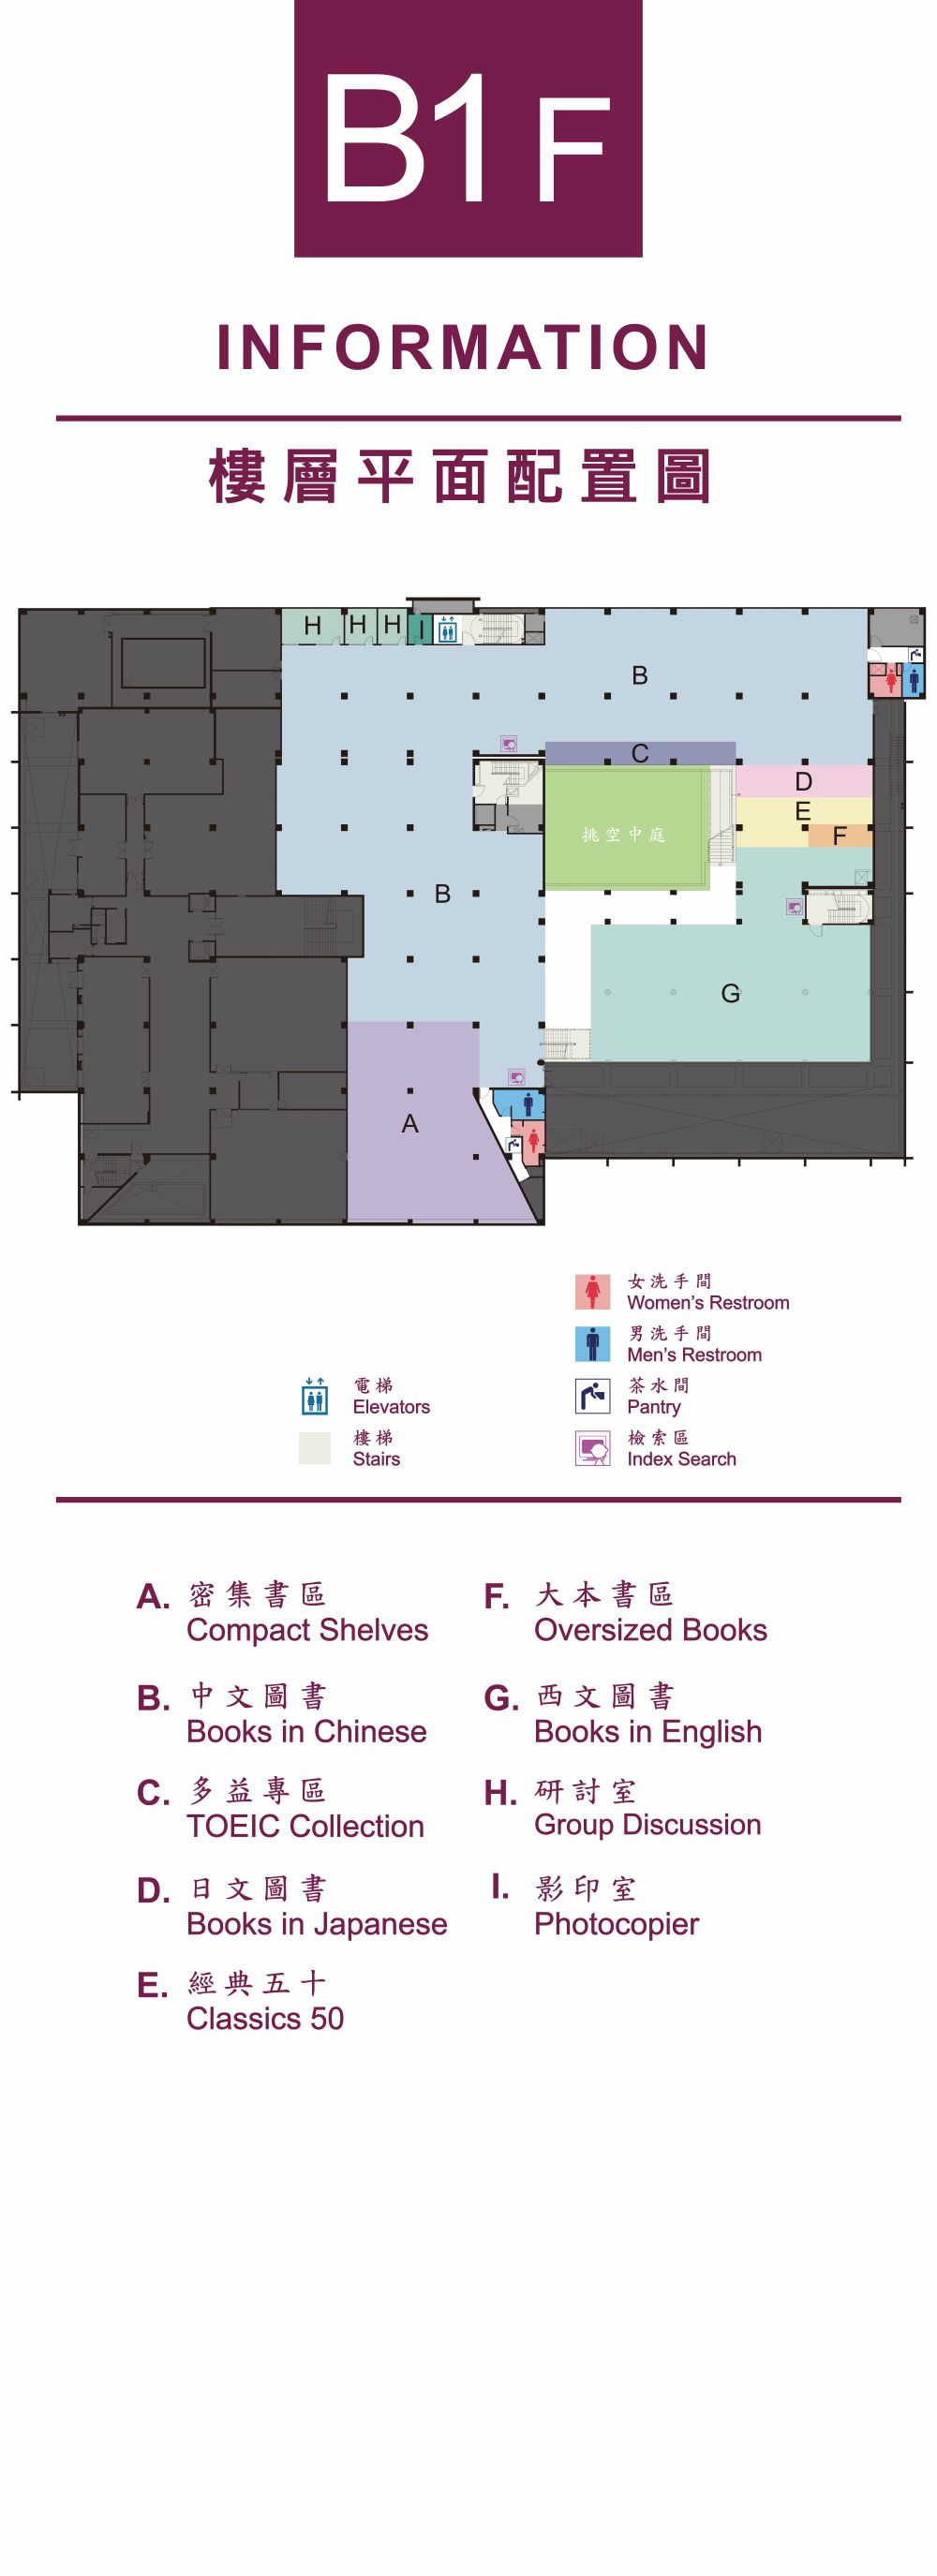 B1F
INFORMATION
樓層平面配置圖
H
H
H
I
B
C
D
E
F
挑空中庭
B
G
A
女洗手間
Women's Restroom
男洗手間
Men's Restroom
電梯
Elevators
茶水間
Pantry
樓梯
Stairs
檢索區
Index Search
A. 密集書區
Compact Shelves
B. 中文圖書
Books in Chinese
C. 多益專區
TOEIC Collection
D. 日文圖書
Books in Japanese
E. 經典五十
Classics 50
F. 大本書區
Oversized Books
G. 西文圖書
Books in English
H. 研討室
Group Discussion
I. 影印室
Photocopier